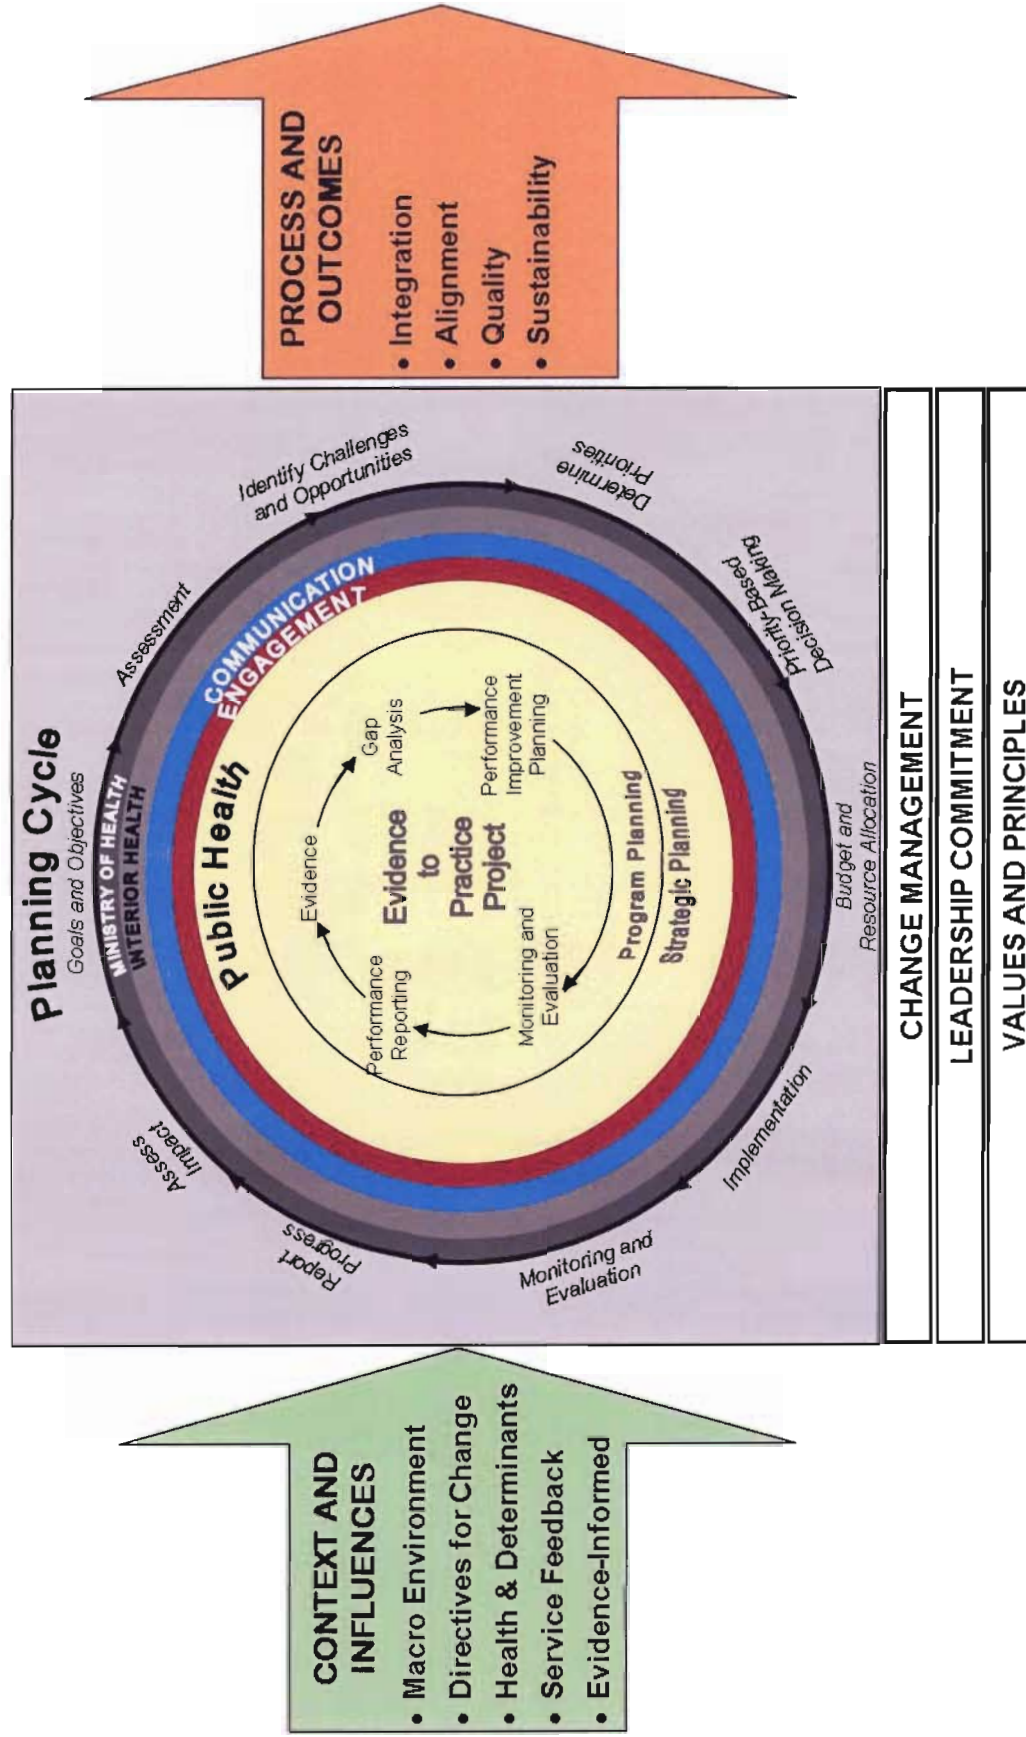 CONTEXT AND
INFLUENCES
• Macro Environment
• Directives for Change
• Health & Determinants
• Service Feedback
• Evidence-Informed
Planning Cycle
Goals and Objectives
Assessment
Identify Challenges
and Opportunities
Determine
Priorities
Priority-Based
Decision Making
Budget and
Resource Allocation
Implementation
Monitoring and
Evaluation
Report
Progress
Assess
Impact
MINISTRY OF HEALTH
INTERIOR HEALTH
COMMUNICATION
ENGAGEMENT
Public Health
Evidence
Gap
Analysis
Performance
Improvement
Planning
Monitoring and
Evaluation
Performance
Reporting
Evidence
to
Practice
Project
Program Planning
Strategic Planning
CHANGE MANAGEMENT
LEADERSHIP COMMITMENT
VALUES AND PRINCIPLES
PROCESS AND
OUTCOMES
• Integration
• Alignment
• Quality
• Sustainability